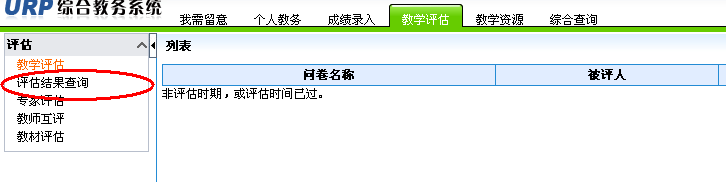 URP综合教务系统
我需留意 个人教务 成绩录入 教学评估 教学资源 综合查询
评估
教学评估
评估结果查询
专家评估
教师互评
教材评估
列表
问卷名称 被评人
非评估时期，或评估时间已过。